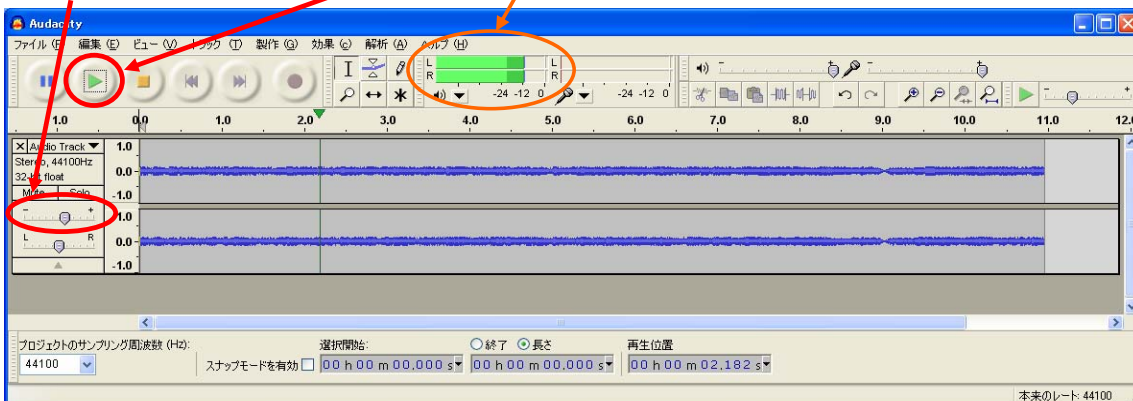 Audacity
ファイル (F) 編集 (E) ビュー (V) トラック (T) 製作 (G) 効果 (c) 解析 (A) ヘルプ (H)
L L
R R
-24 -12 0 -24 -12 0
1.0 0.0 1.0 2.0 3.0 4.0 5.0 6.0 7.0 8.0 9.0 10.0 11.0 12.0
Audio Track 1.0
Stereo, 44100Hz 0.0
32-bit float
Mute Solo -1.0
- + 1.0
L R 0.0
-1.0
プロジェクトのサンプリング周波数 (Hz): 選択開始: 終了 長さ 再生位置
44100 スナップモードを有効 00 h 00 m 00.000 s 00 h 00 m 00.000 s 00 h 00 m 02.182 s
本来のレート: 44100